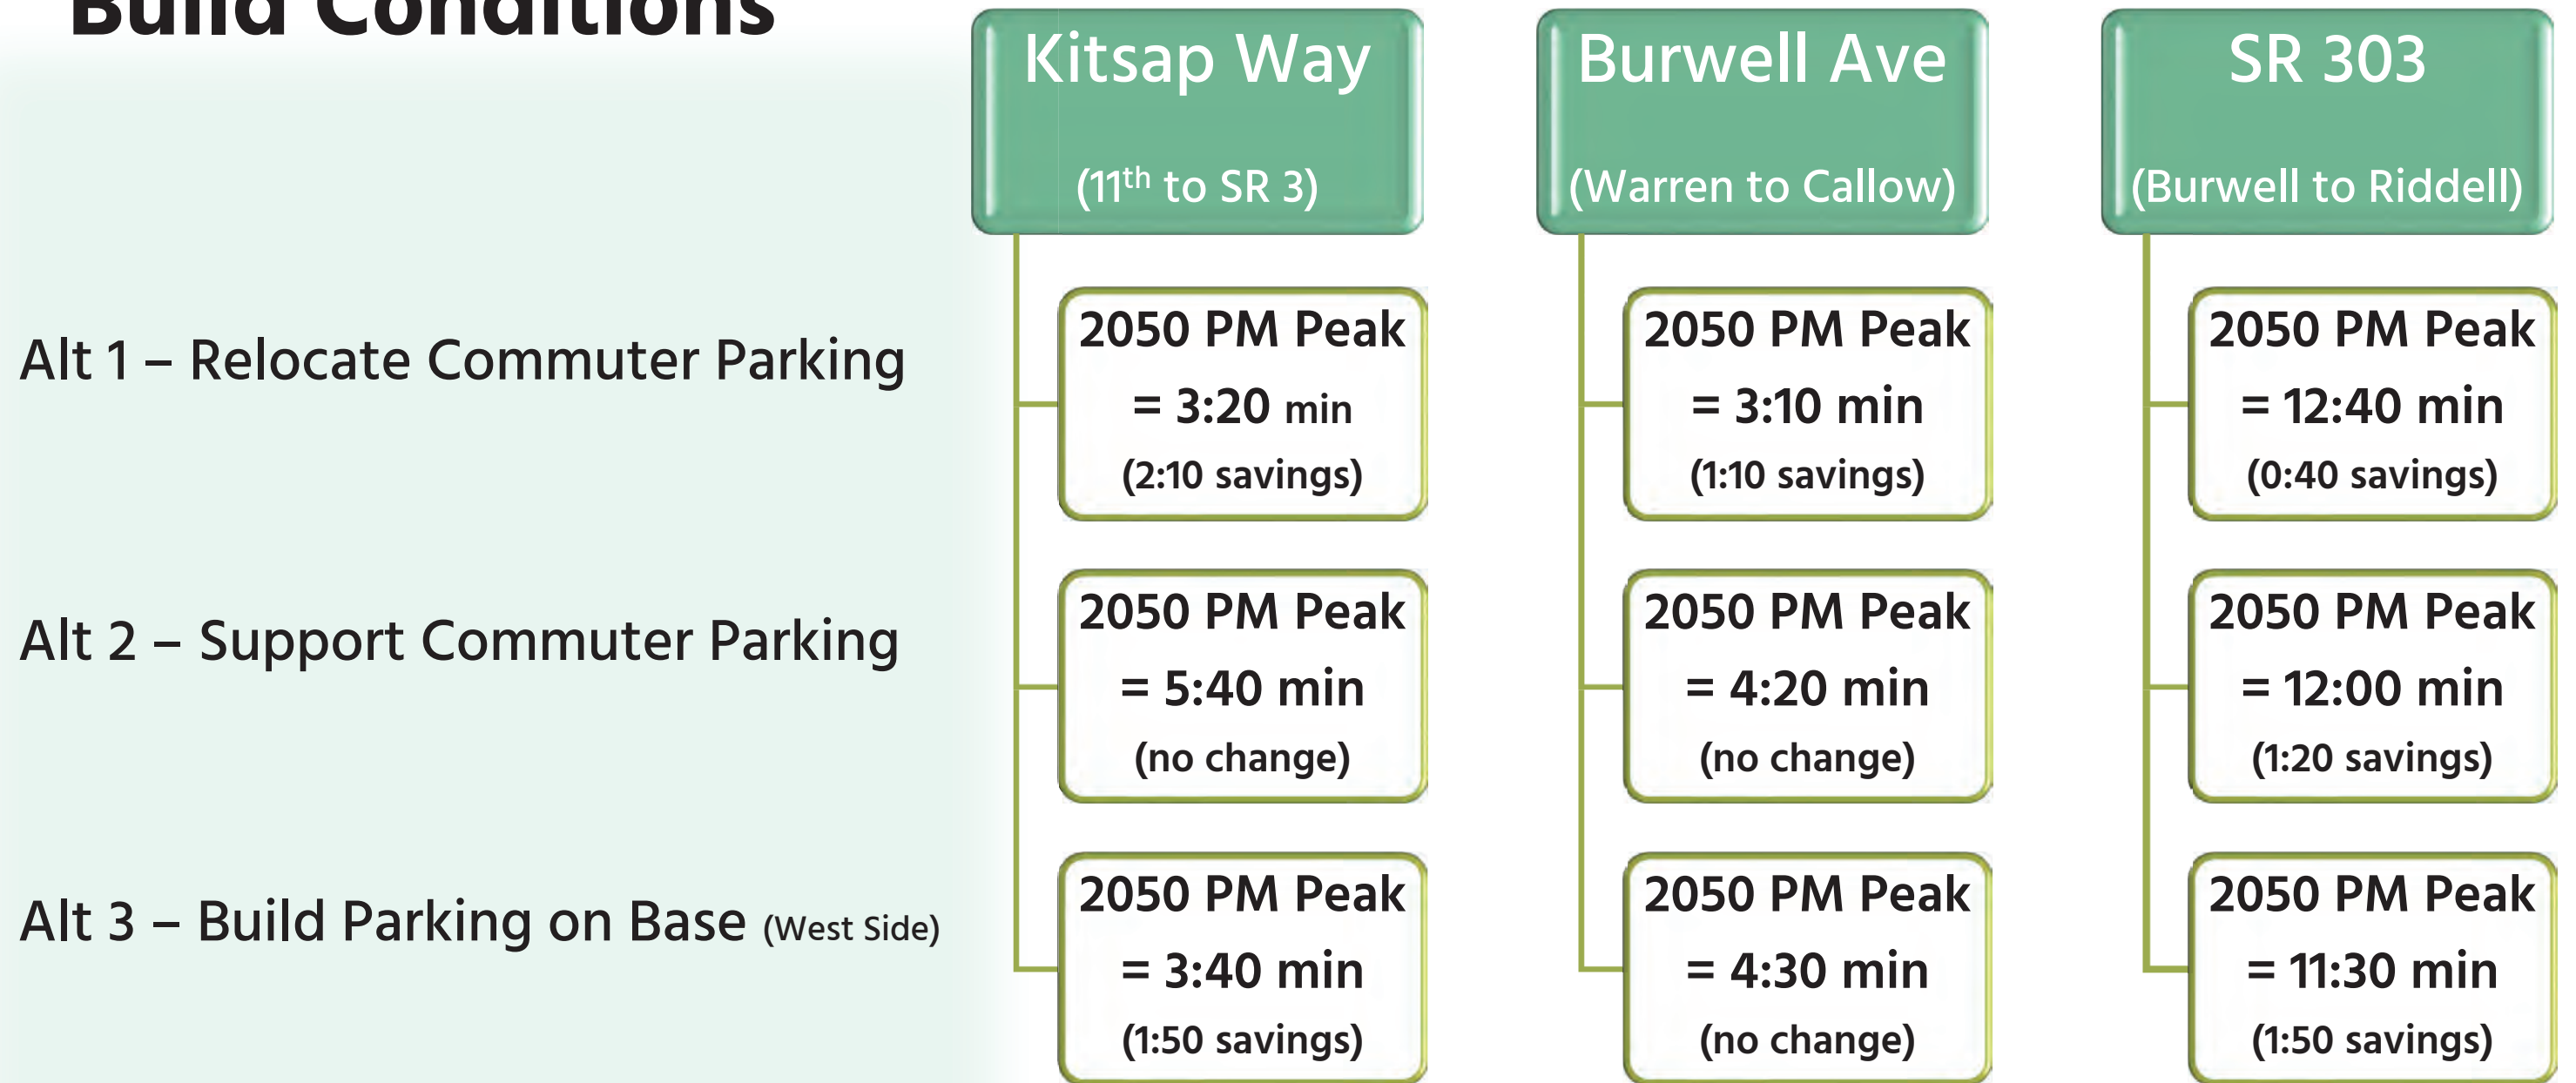 Build Conditions
Kitsap Way
(11th to SR 3)
Burwell Ave
(Warren to Callow)
SR 303
(Burwell to Riddell)
Alt 1 – Relocate Commuter Parking
2050 PM Peak
= 3:20 min
(2:10 savings)
2050 PM Peak
= 3:10 min
(1:10 savings)
2050 PM Peak
= 12:40 min
(0:40 savings)
Alt 2 – Support Commuter Parking
2050 PM Peak
= 5:40 min
(no change)
2050 PM Peak
= 4:20 min
(no change)
2050 PM Peak
= 12:00 min
(1:20 savings)
Alt 3 – Build Parking on Base (West Side)
2050 PM Peak
= 3:40 min
(1:50 savings)
2050 PM Peak
= 4:30 min
(no change)
2050 PM Peak
= 11:30 min
(1:50 savings)